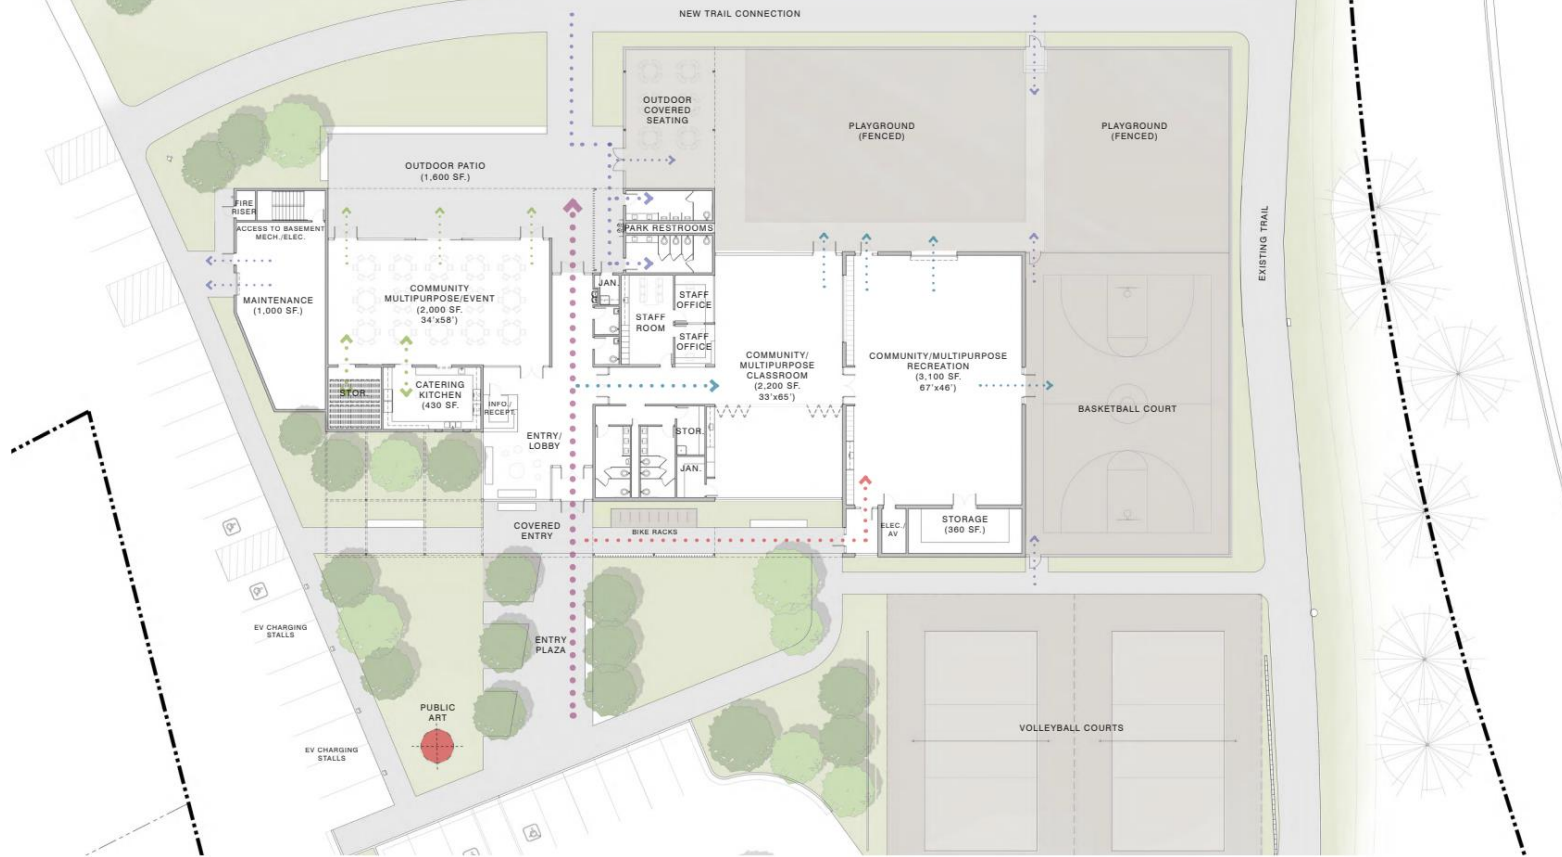 NEW TRAIL CONNECTION
OUTDOOR
COVERED
SEATING
PLAYGROUND
(FENCED)
PLAYGROUND
(FENCED)
OUTDOOR PATIO
(1,600 SF.)
FIRE
RISER
ACCESS TO BASEMENT
MECH./ELEC.
PARK RESTROOMS
EXISTING TRAIL
MAINTENANCE
(1,000 SF.)
COMMUNITY
MULTIPURPOSE/EVENT
(2,000 SF.
34'x58')
JAN.
STAFF
ROOM
STAFF
OFFICE
STAFF
OFFICE
COMMUNITY/
MULTIPURPOSE
CLASSROOM
(2,200 SF.
33'x65')
COMMUNITY/MULTIPURPOSE
RECREATION
(3,100 SF.
67'x46')
BASKETBALL COURT
STOR.
CATERING
KITCHEN
(430 SF.
INFO./
RECEPT.
ENTRY/
LOBBY
STOR.
JAN.
COVERED
ENTRY
BIKE RACKS
ELEC./
AV
STORAGE
(360 SF.)
EV CHARGING
STALLS
ENTRY
PLAZA
PUBLIC
ART
EV CHARGING
STALLS
VOLLEYBALL COURTS